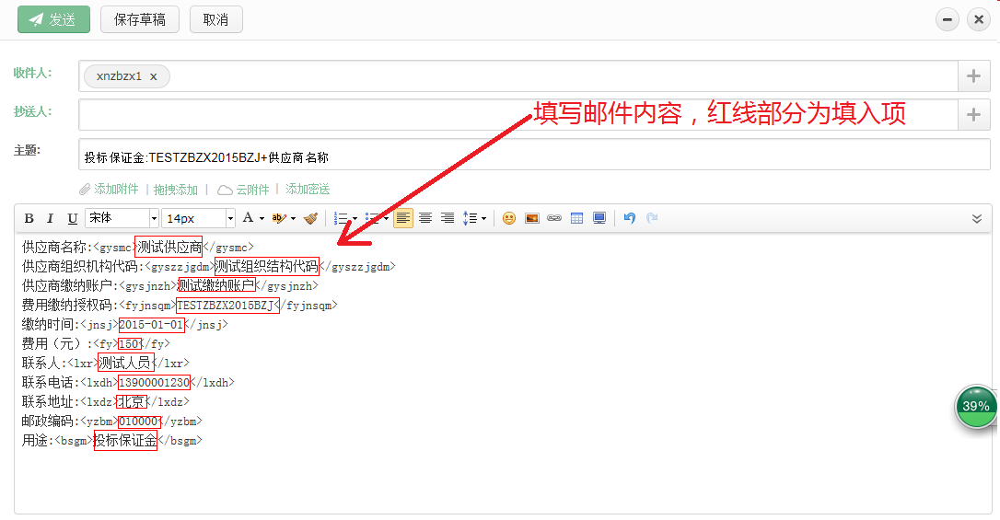 发送 保存草稿 取消
收件人: xnzbzx1 x
抄送人:
填写邮件内容，红线部分为填入项
主题: 投标保证金:TESTZBZX2015BZJ+供应商名称
添加附件 | 拖拽添加 | 云附件 | 添加密送
B I U 宋体 14px A ab
供应商名称:<gysmc>测试供应商</gysmc>
供应商组织机构代码:<gyszzjgdm>测试组织结构代码</gyszzjgdm>
供应商缴纳账户:<gysjnzh>测试缴纳账户</gysjnzh>
费用缴纳授权码:<fyjnsqm>TESTZBZX2015BZJ</fyjnsqm>
缴纳时间:<jnsj>2015-01-01</jnsj>
费用（元）:<fy>150</fy>
联系人:<lxr>测试人员</lxr>
联系电话:<lxdh>13900001230</lxdh>
联系地址:<lxdz>北京</lxdz>
39%
邮政编码:<yzbm>010000</yzbm>
用途:<bsgm>投标保证金</bsgm>